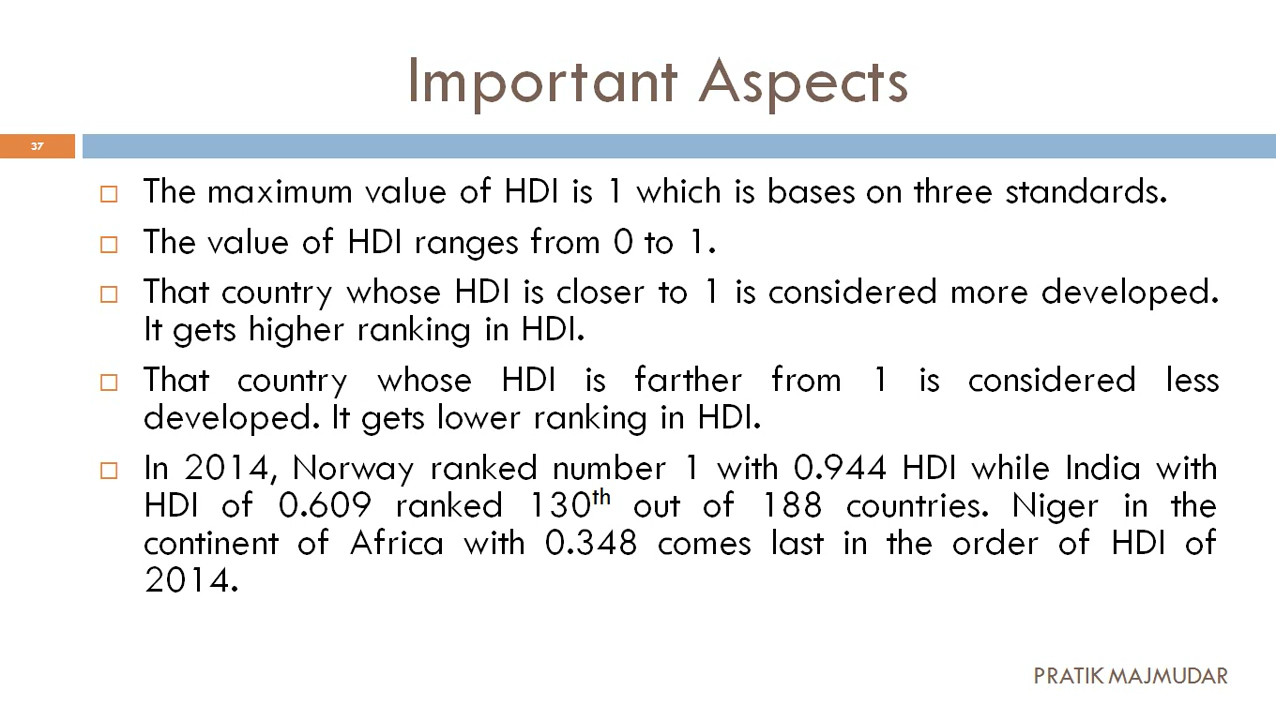 Important Aspects
37
The maximum value of HDI is 1 which is bases on three standards.
The value of HDI ranges from 0 to 1.
That country whose HDI is closer to 1 is considered more developed.
It gets higher ranking in HDI.
That country whose HDI is farther from 1 is considered less
developed. It gets lower ranking in HDI.
In 2014, Norway ranked number 1 with 0.944 HDI while India with
HDI of 0.609 ranked 130th out of 188 countries. Niger in the
continent of Africa with 0.348 comes last in the order of HDI of
2014.
PRATIK MAJMUDAR